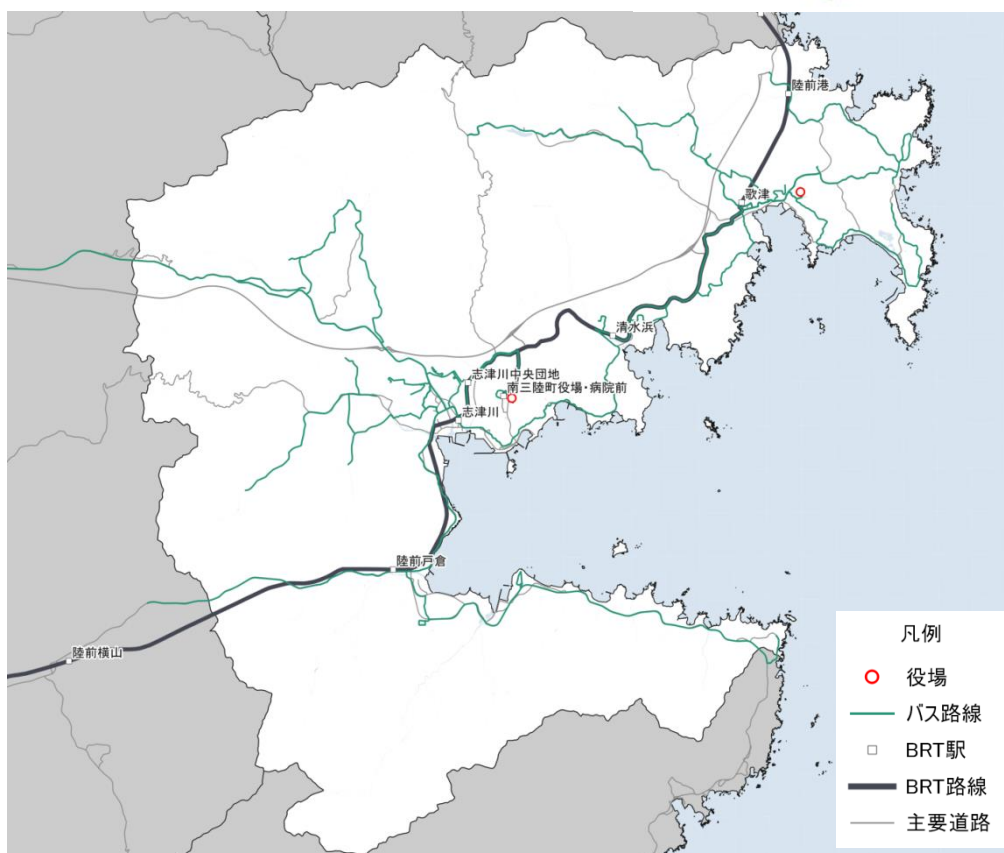 陸前港
歌津
清水浜
志津川中央団地
南三陸町役場・病院前
志津川
陸前戸倉
陸前横山
凡例
役場
バス路線
BRT駅
BRT路線
主要道路